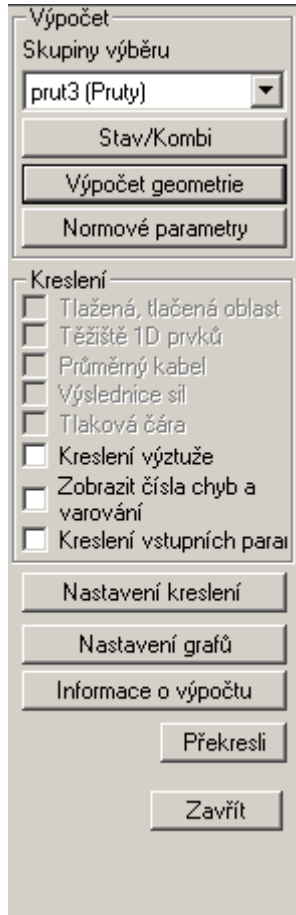 Výpočet
Skupiny výběru
prut3 (Pruty)
Stav/Kombi
Výpočet geometrie
Normové parametry
Kreslení
Tlažená, tlačená oblast
Těžiště 1D prvků
Průměrný kabel
Výslednice sil
Tlaková čára
Kreslení výztuže
Zobrazit čísla chyb a
varování
Kreslení vstupních para
Nastavení kreslení
Nastavení grafů
Informace o výpočtu
Překresli
Zavřít